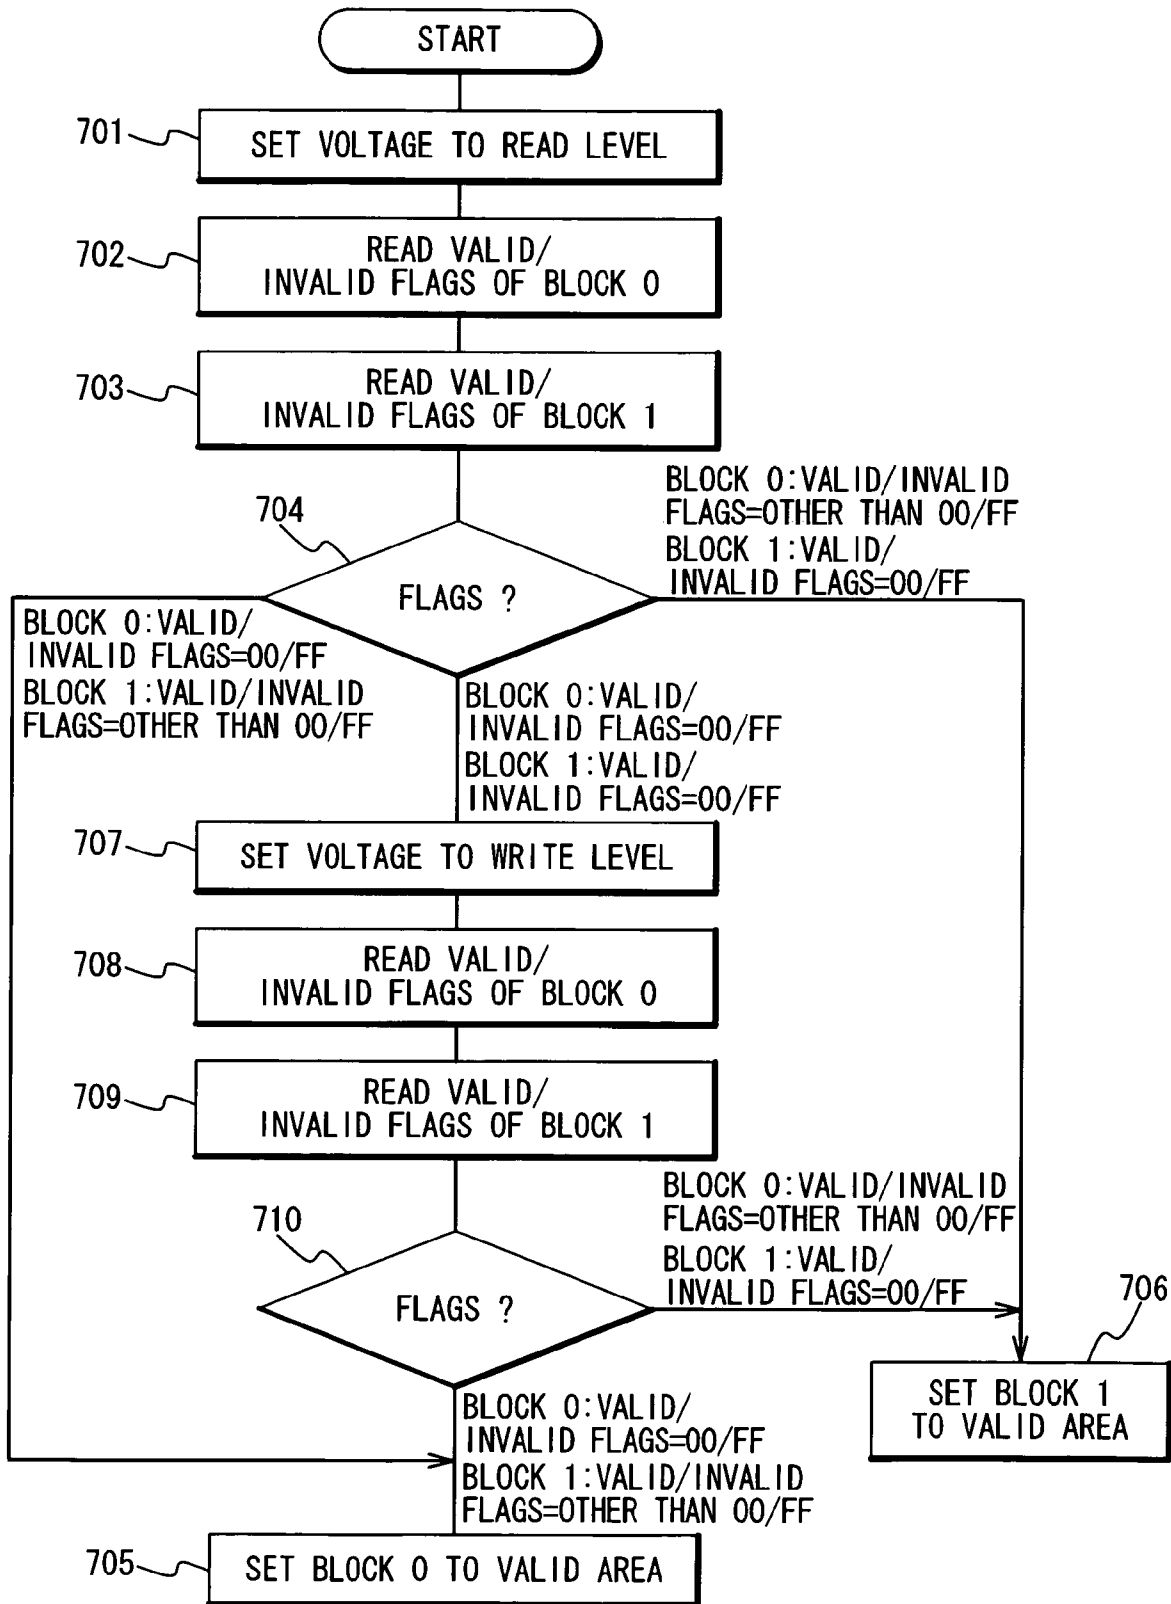 START
701
SET VOLTAGE TO READ LEVEL
702
READ VALID/
INVALID FLAGS OF BLOCK 0
703
READ VALID/
INVALID FLAGS OF BLOCK 1
704
FLAGS ?
BLOCK 0:VALID/INVALID
FLAGS=OTHER THAN 00/FF
BLOCK 1:VALID/
INVALID FLAGS=00/FF
BLOCK 0:VALID/
INVALID FLAGS=00/FF
BLOCK 1:VALID/INVALID
FLAGS=OTHER THAN 00/FF
BLOCK 0:VALID/
INVALID FLAGS=00/FF
BLOCK 1:VALID/
INVALID FLAGS=00/FF
707
SET VOLTAGE TO WRITE LEVEL
708
READ VALID/
INVALID FLAGS OF BLOCK 0
709
READ VALID/
INVALID FLAGS OF BLOCK 1
710
FLAGS ?
BLOCK 0:VALID/INVALID
FLAGS=OTHER THAN 00/FF
BLOCK 1:VALID/
INVALID FLAGS=00/FF
706
SET BLOCK 1
TO VALID AREA
BLOCK 0:VALID/
INVALID FLAGS=00/FF
BLOCK 1:VALID/INVALID
FLAGS=OTHER THAN 00/FF
705
SET BLOCK 0 TO VALID AREA